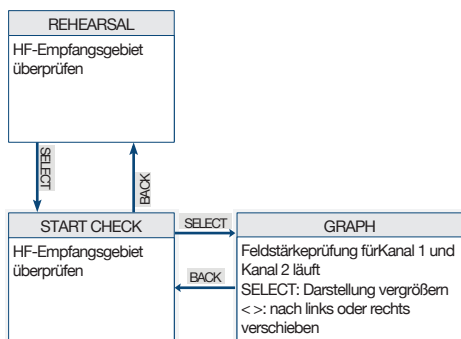 REHEARSAL
HF-Empfangsgebiet
überprüfen
SELECT
BACK
START CHECK
HF-Empfangsgebiet
überprüfen
SELECT
BACK
GRAPH
Feldstärkeprüfung fürKanal 1 und
Kanal 2 läuft
SELECT: Darstellung vergrößern
< >: nach links oder rechts
verschieben